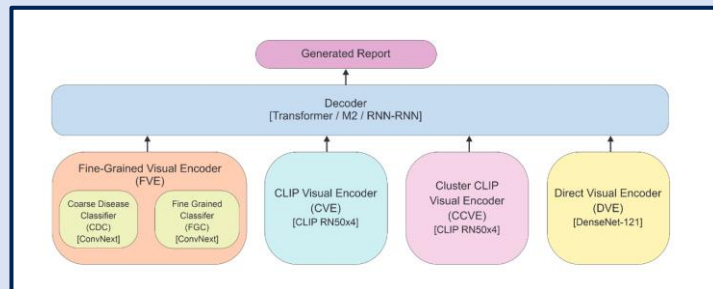 Generated Report
Decoder
[Transformer / M2 / RNN-RNN]
Fine-Grained Visual Encoder
(FVE)
Coarse Disease
Classifier
(CDC)
[ConvNext]
Fine Grained
Classifer
(FGC)
[ConvNext]
CLIP Visual Encoder
(CVE)
[CLIP RN50x4]
Cluster CLIP
Visual Encoder
(CCVE)
[CLIP RN50x4]
Direct Visual Encoder
(DVE)
[DenseNet-121]